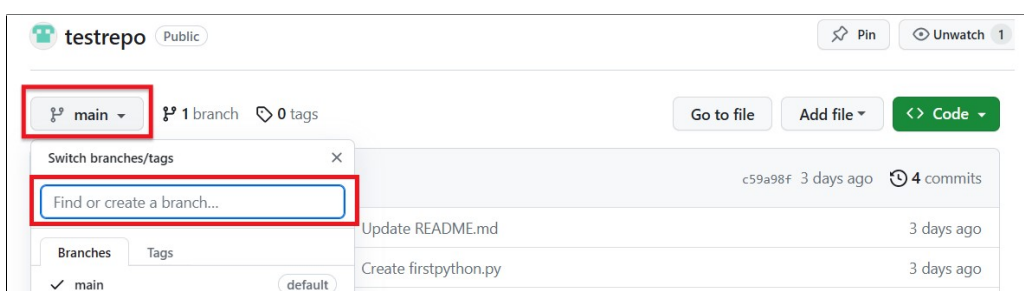 testrepo Public Pin Unwatch 1
main 1 branch 0 tags Go to file Add file Code
Switch branches/tags
c59a98f 3 days ago 4 commits
Find or create a branch...
Update README.md 3 days ago
Branches Tags
Create firstpython.py 3 days ago
main default